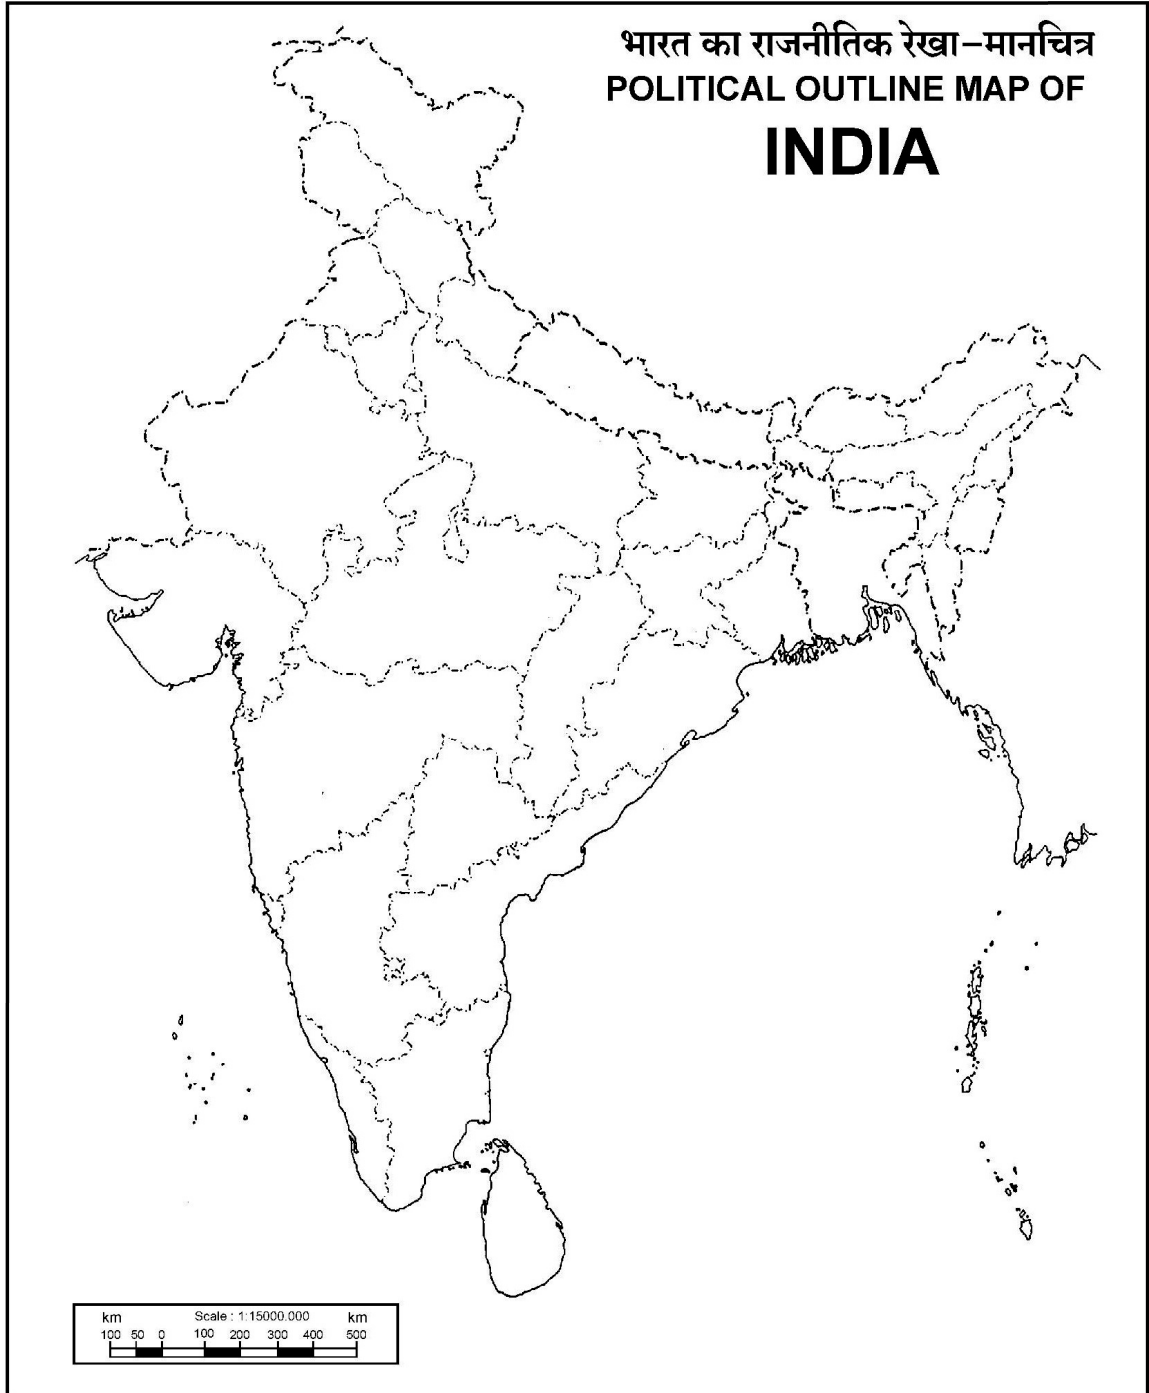 भारत का राजनीतिक रेखा−मानचित्र
POLITICAL OUTLINE MAP OF
INDIA
km Scale : 1:15000.000 km
100 50 0 100 200 300 400 500